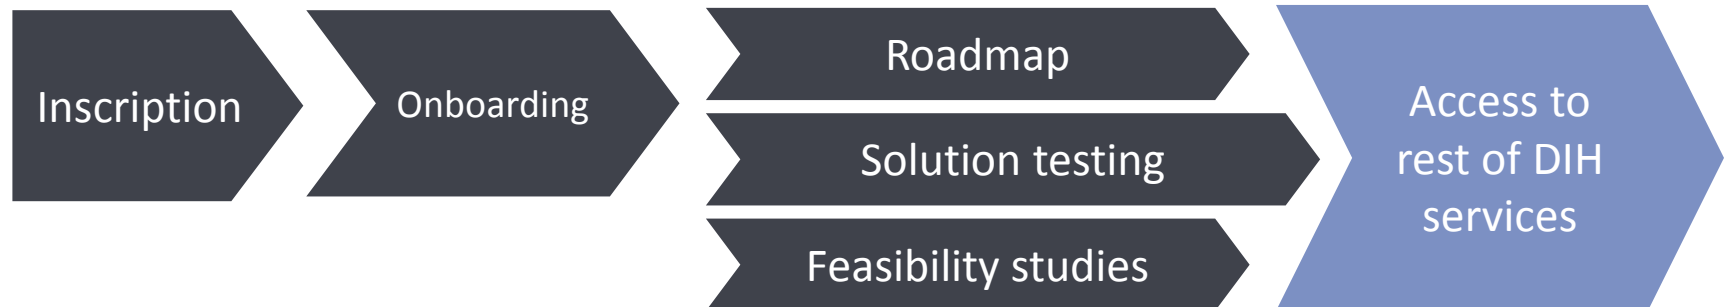 Inscription
Onboarding
Roadmap
Solution testing
Feasibility studies
Access to
rest of DIH
services